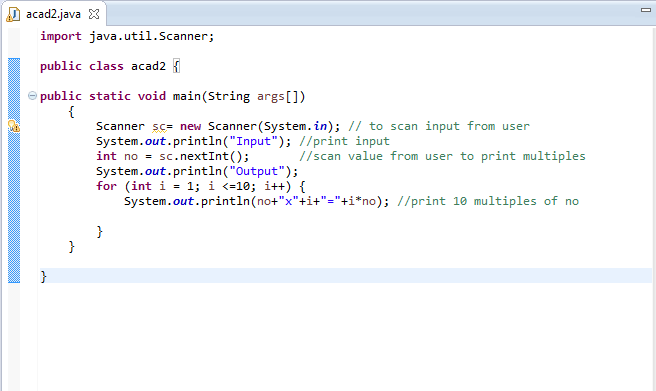 acad2.java
import java.util.Scanner;
public class acad2 {
public static void main(String args[])
{
Scanner sc= new Scanner(System.in); // to scan input from user
System.out.println("Input"); //print input
int no = sc.nextInt(); //scan value from user to print multiples
System.out.println("Output");
for (int i = 1; i <=10; i++) {
System.out.println(no+"x"+i+"="+i*no); //print 10 multiples of no
}
}
}